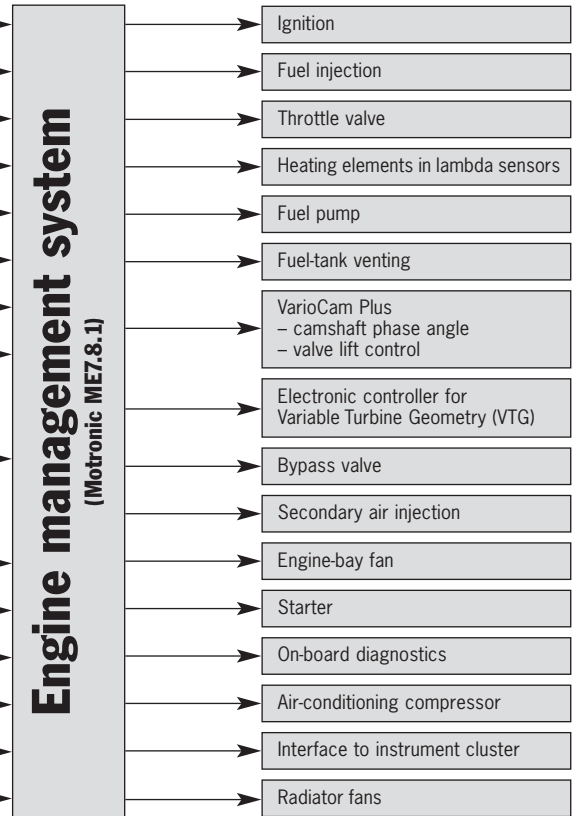 Engine management system
(Motronic ME7.8.1)
Ignition
Fuel injection
Throttle valve
Heating elements in lambda sensors
Fuel pump
Fuel-tank venting
VarioCam Plus
– camshaft phase angle
– valve lift control
Electronic controller for
Variable Turbine Geometry (VTG)
Bypass valve
Secondary air injection
Engine-bay fan
Starter
On-board diagnostics
Air-conditioning compressor
Interface to instrument cluster
Radiator fans